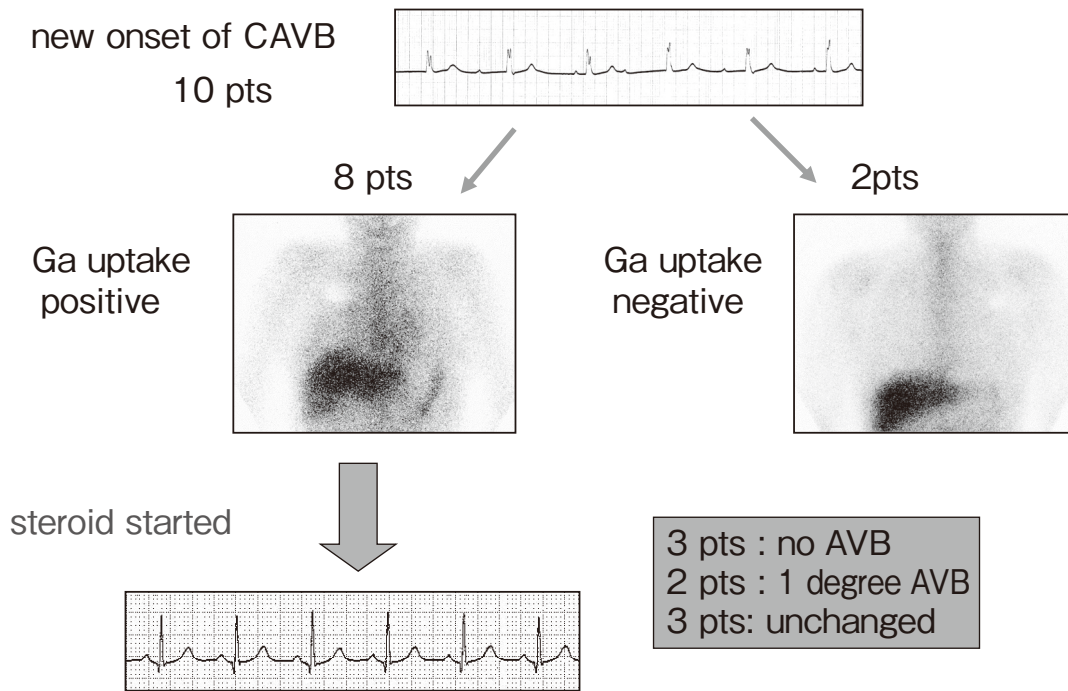 new onset of CAVB
10 pts
8 pts
2pts
Ga uptake
positive
Ga uptake
negative
steroid started
3 pts : no AVB
2 pts : 1 degree AVB
3 pts: unchanged